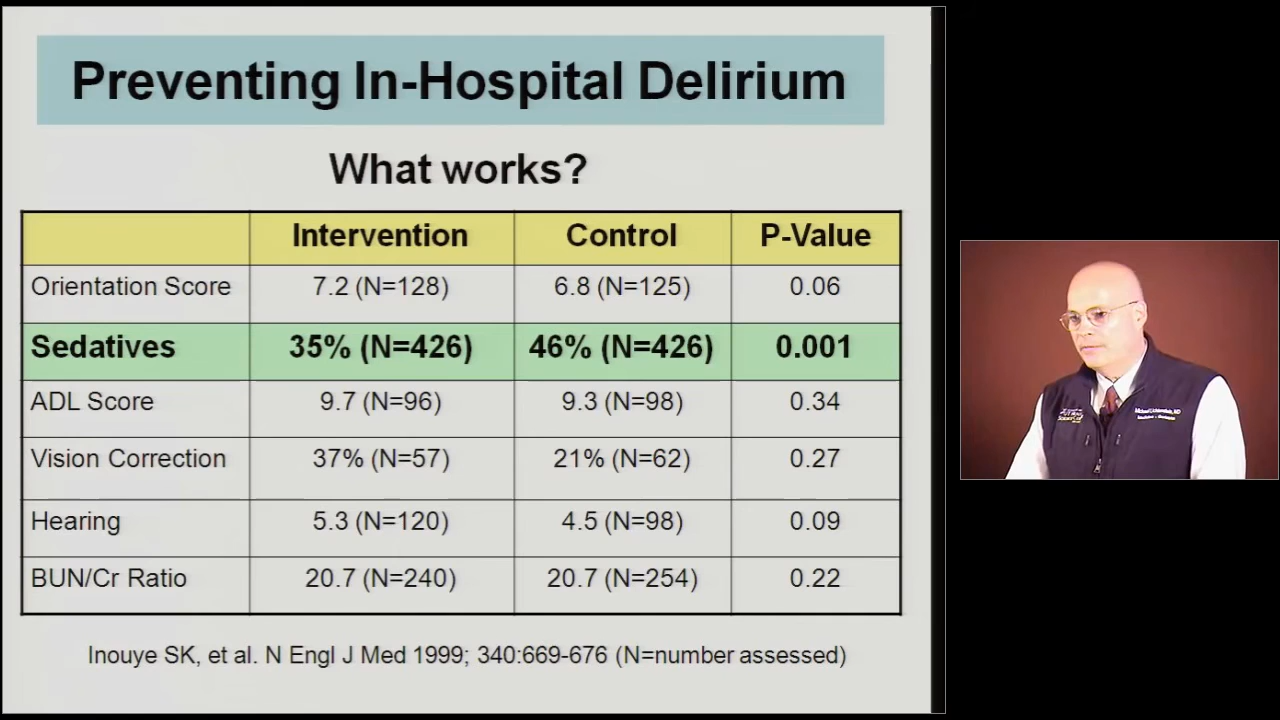 Preventing In-Hospital Delirium
What works?
Intervention Control P-Value
Orientation Score 7.2 (N=128) 6.8 (N=125) 0.06
Sedatives 35% (N=426) 46% (N=426) 0.001
ADL Score 9.7 (N=96) 9.3 (N=98) 0.34
Vision Correction 37% (N=57) 21% (N=62) 0.27
Hearing 5.3 (N=120) 4.5 (N=98) 0.09
BUN/Cr Ratio 20.7 (N=240) 20.7 (N=254) 0.22
Inouye SK, et al. N Engl J Med 1999; 340:669-676 (N=number assessed)